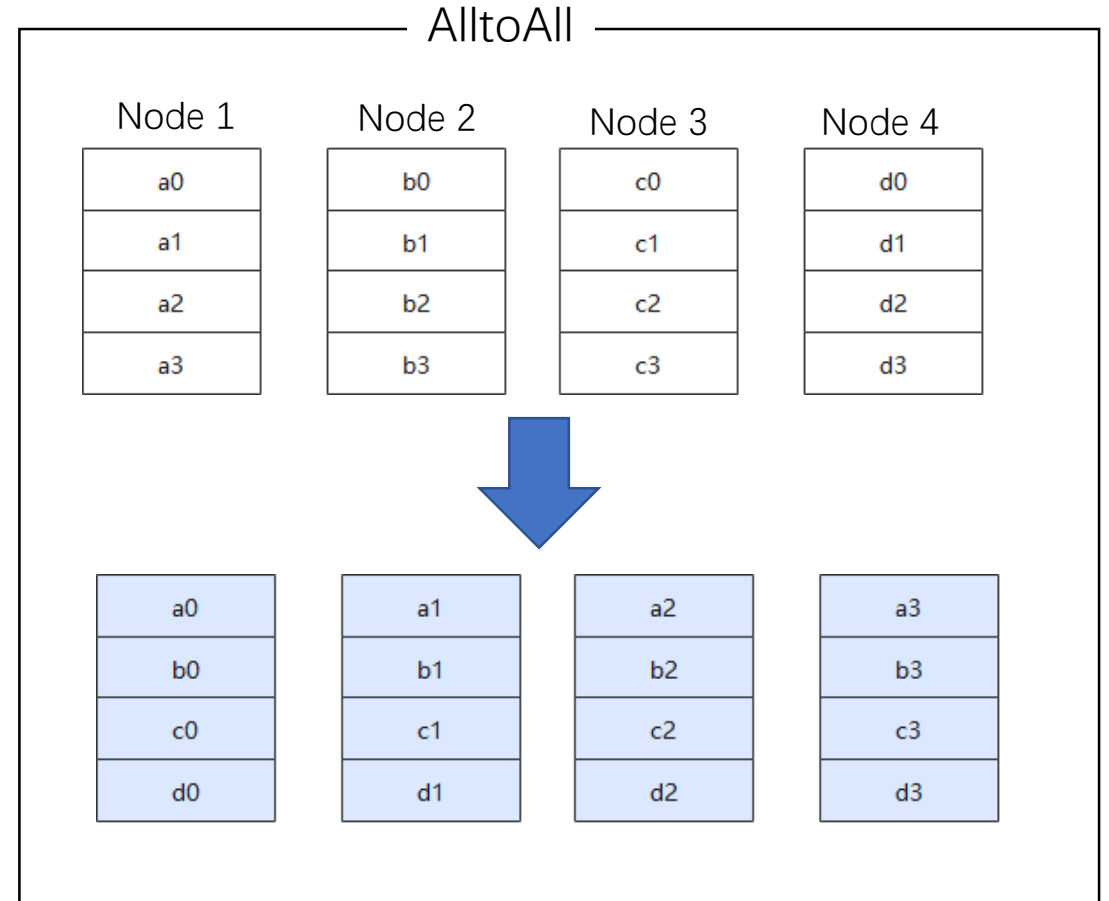 AlltoAll
Node 1 Node 2 Node 3 Node 4
a0 b0 c0 d0
a1 b1 c1 d1
a2 b2 c2 d2
a3 b3 c3 d3
a0 a1 a2 a3
b0 b1 b2 b3
c0 c1 c2 c3
d0 d1 d2 d3